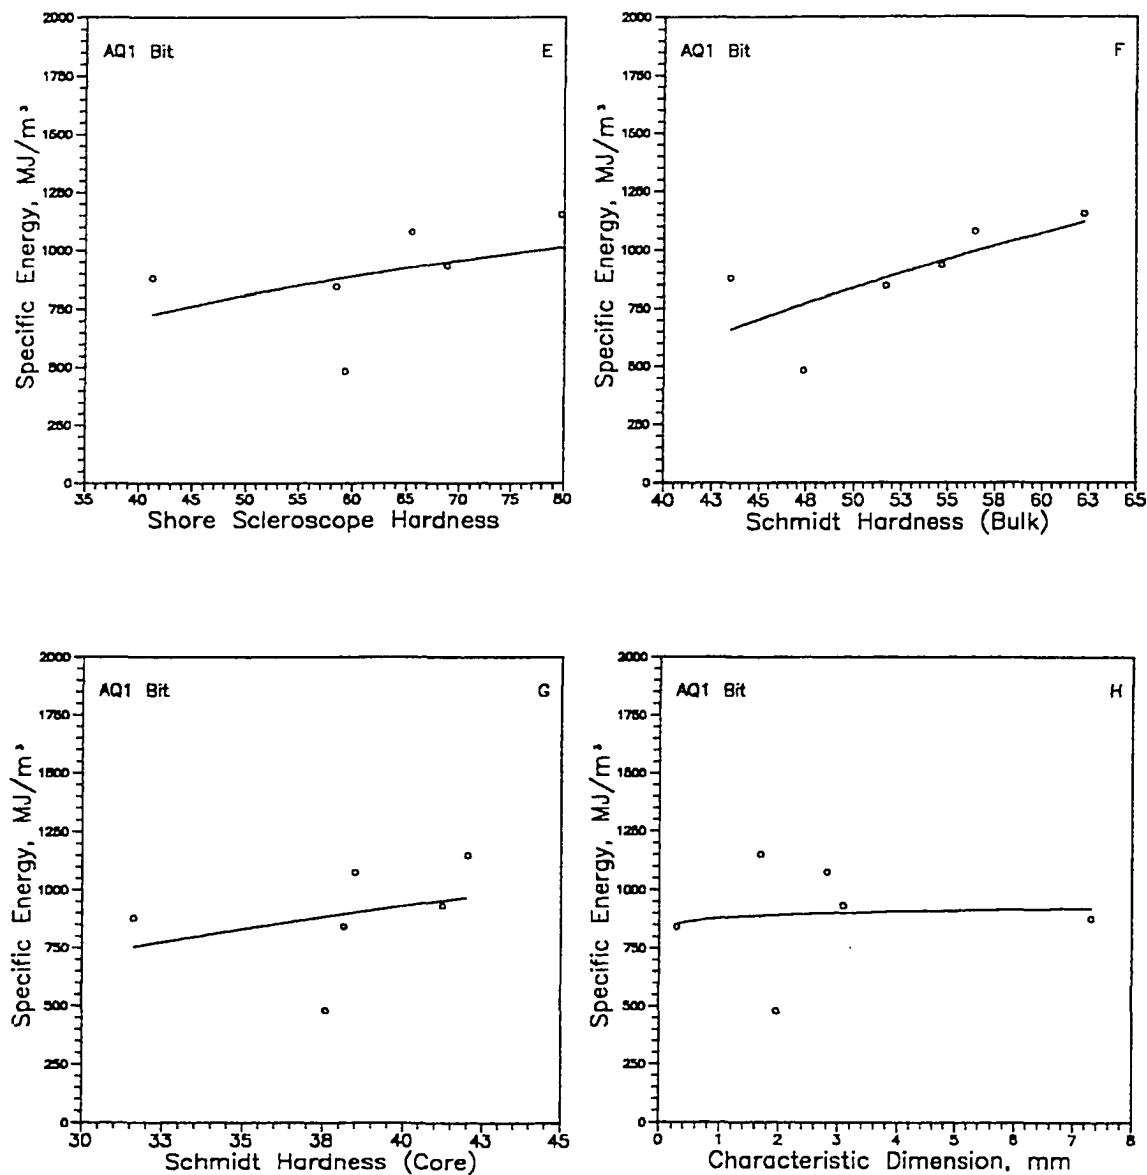 AQ1 Bit E
2000
1750
1500
1250
1000
750
500
250
0
Specific Energy, MJ/m³
35 40 45 50 55 60 65 70 75 80
Shore Scleroscope Hardness
AQ1 Bit F
2000
1750
1500
1250
1000
750
500
250
0
Specific Energy, MJ/m³
40 43 45 48 50 53 55 58 60 63 65
Schmidt Hardness (Bulk)
AQ1 Bit G
2000
1750
1500
1250
1000
750
500
250
0
Specific Energy, MJ/m³
30 33 35 38 40 43 45
Schmidt Hardness (Core)
AQ1 Bit H
2000
1750
1500
1250
1000
750
500
250
0
Specific Energy, MJ/m³
0 1 2 3 4 5 6 7 8
Characteristic Dimension, mm